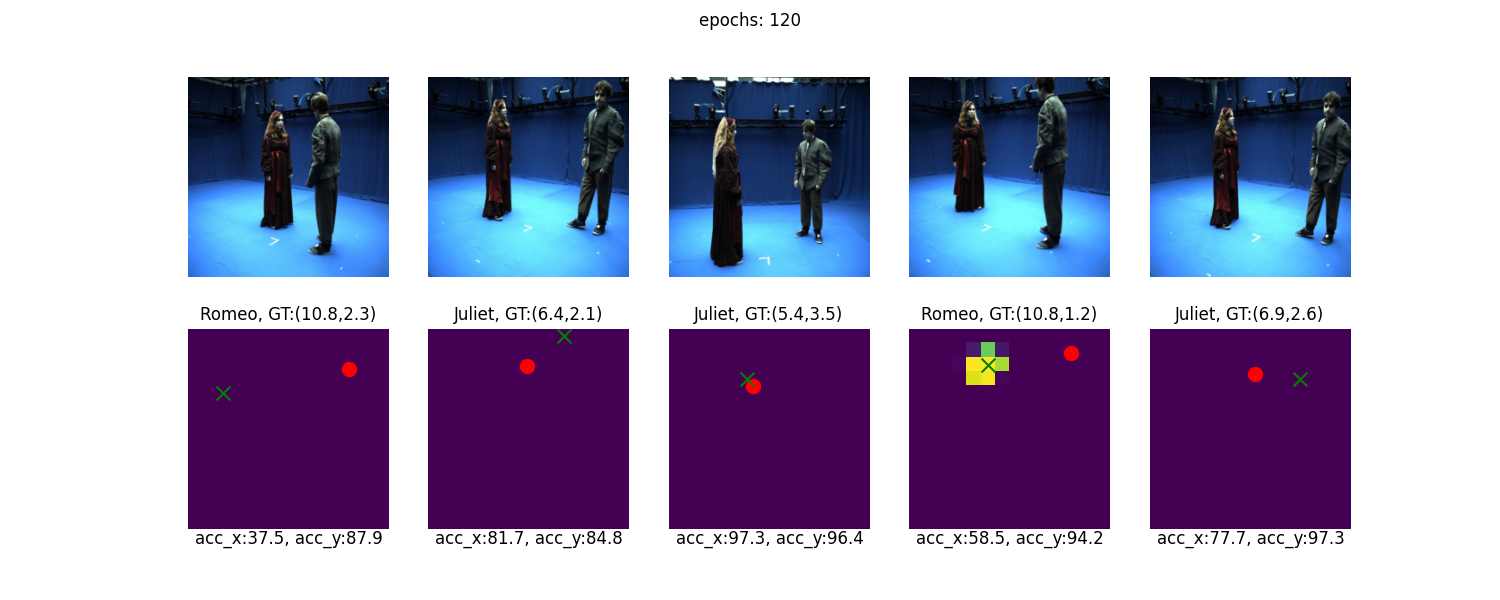 epochs: 120
Romeo, GT:(10.8,2.3)
Juliet, GT:(6.4,2.1)
Juliet, GT:(5.4,3.5)
Romeo, GT:(10.8,1.2)
Juliet, GT:(6.9,2.6)
acc_x:37.5, acc_y:87.9
acc_x:81.7, acc_y:84.8
acc_x:97.3, acc_y:96.4
acc_x:58.5, acc_y:94.2
acc_x:77.7, acc_y:97.3